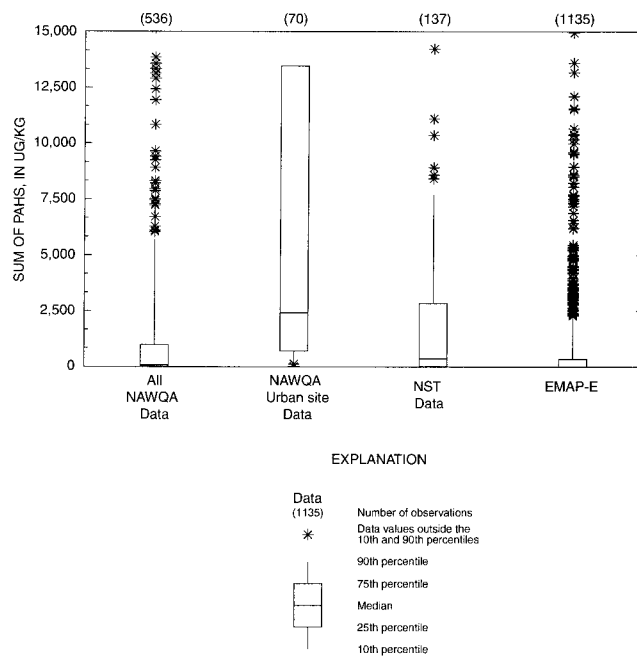 (536) (70) (137) (1135)
15,000
12,500
10,000
7,500
5,000
2,500
0
SUM OF PAHS, IN UG/KG
All
NAWQA
Data
NAWQA
Urban site
Data
NST
Data
EMAP-E
EXPLANATION
Data
(1135) Number of observations
Data values outside the
10th and 90th percentiles
90th percentile
75th percentile
Median
25th percentile
10th percentile